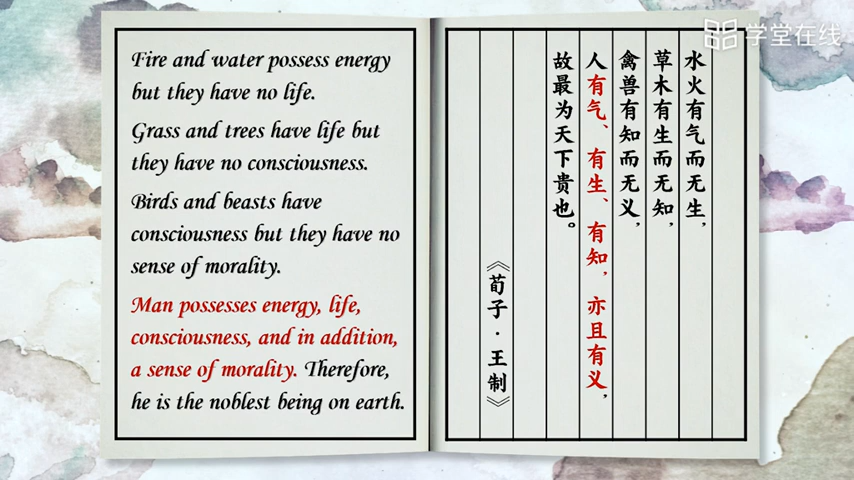 Fire and water possess energy
but they have no life.
Grass and trees have life but
they have no consciousness.
Birds and beasts have
consciousness but they have no
sense of morality.
Man possesses energy, life,
consciousness, and in addition,
a sense of morality. Therefore,
he is the noblest being on earth.
学堂在线
水火有气而无生，
草木有生而无知，
禽兽有知而无义，
人有气、有生、有知，亦且有义，
故最为天下贵也。
《荀子·王制》